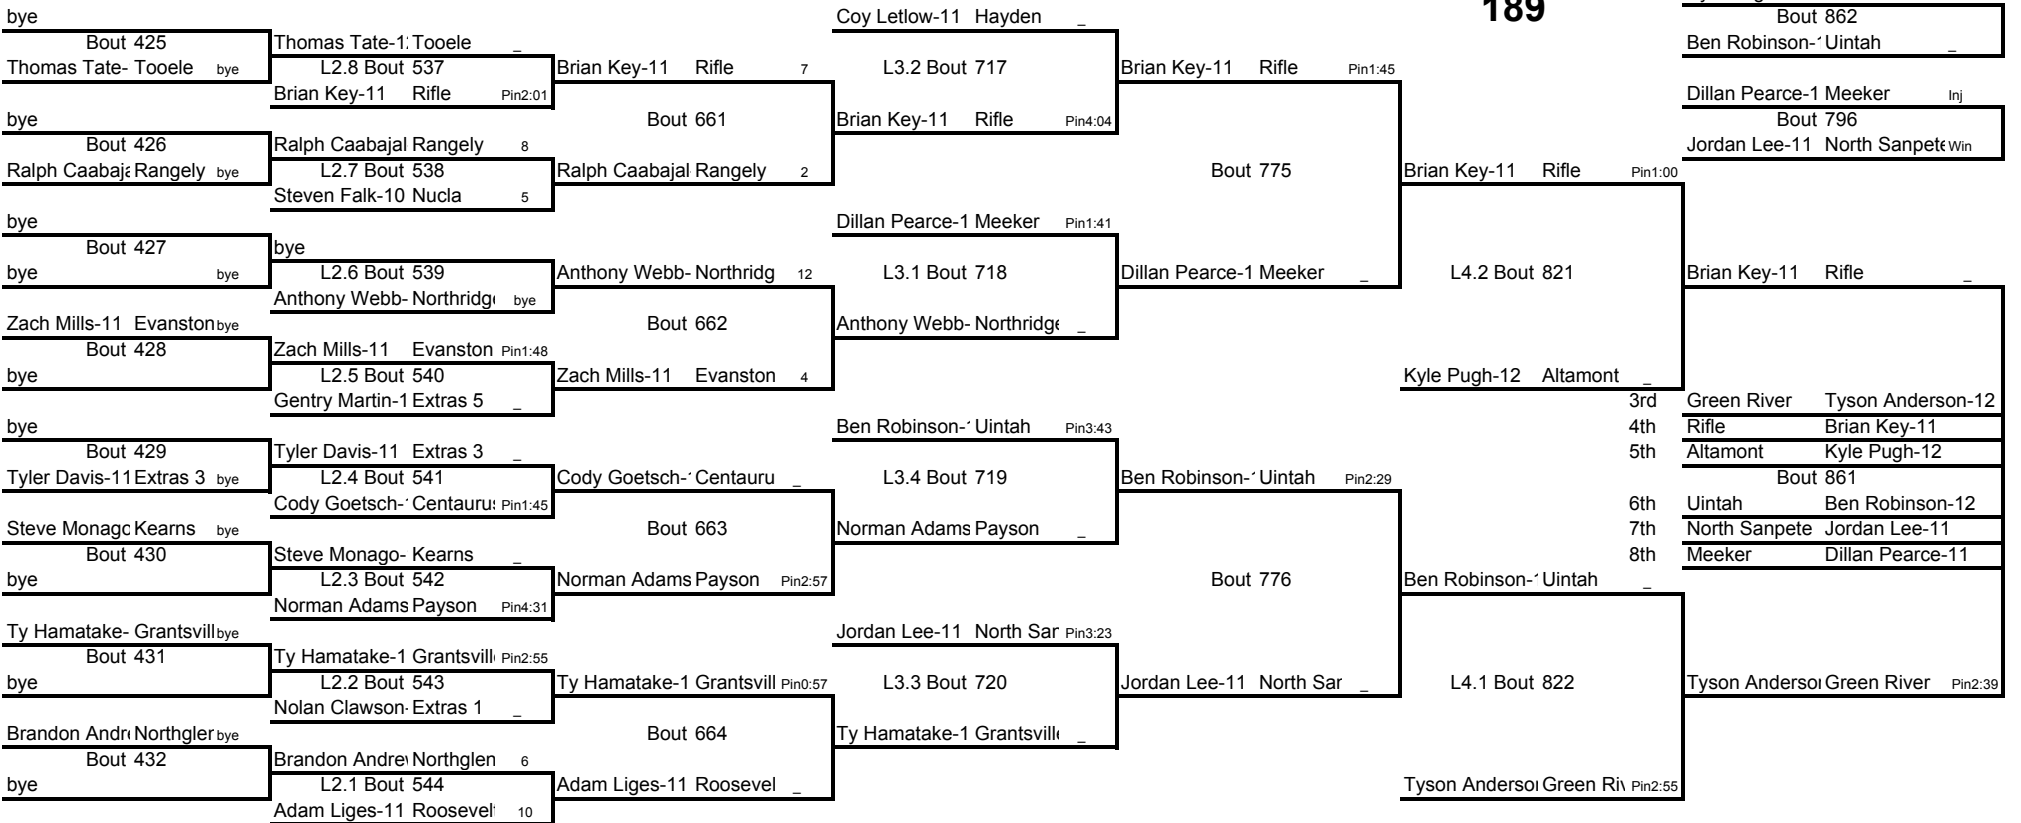 189
bye
Bout 425
Thomas Tate- Tooele bye
bye
Bout 426
Ralph Caabaja Rangely bye
bye
Bout 427
bye bye
Zach Mills-11 Evanston bye
Bout 428
bye
bye
Bout 429
Tyler Davis-11 Extras 3 bye
Steve Monago Kearns bye
Bout 430
bye
Ty Hamatake- Grantsvill bye
Bout 431
bye
Brandon Andr Northgler bye
Bout 432
bye
Thomas Tate-1 Tooele _
L2.8 Bout 537
Brian Key-11 Rifle Pin2:01
Ralph Caabajal Rangely 8
L2.7 Bout 538
Steven Falk-10 Nucla 5
bye
L2.6 Bout 539
Anthony Webb- Northridg bye
Zach Mills-11 Evanston Pin1:48
L2.5 Bout 540
Gentry Martin-1 Extras 5 _
Tyler Davis-11 Extras 3 _
L2.4 Bout 541
Cody Goetsch- Centaurus Pin1:45
Steve Monago- Kearns _
L2.3 Bout 542
Norman Adams Payson Pin4:31
Ty Hamatake-1 Grantsvill Pin2:55
L2.2 Bout 543
Nolan Clawson- Extras 1 _
Brandon Andre Northglen 6
L2.1 Bout 544
Adam Liges-11 Roosevel 10
Brian Key-11 Rifle 7
Bout 661
Ralph Caabajal Rangely 2
Anthony Webb- Northridg 12
Bout 662
Zach Mills-11 Evanston 4
Cody Goetsch- Centauru _
Bout 663
Norman Adams Payson Pin2:57
Ty Hamatake-1 Grantsvill Pin0:57
Bout 664
Adam Liges-11 Roosevel _
Coy Letlow-11 Hayden _
L3.2 Bout 717
Brian Key-11 Rifle Pin4:04
Dillan Pearce-1 Meeker Pin1:41
L3.1 Bout 718
Anthony Webb- Northridge _
Ben Robinson- Uintah Pin3:43
L3.4 Bout 719
Norman Adams Payson _
Jordan Lee-11 North San Pin3:23
L3.3 Bout 720
Ty Hamatake-1 Grantsville _
Brian Key-11 Rifle Pin1:45
Bout 775
Dillan Pearce-1 Meeker _
Ben Robinson- Uintah Pin2:29
Bout 776
Jordan Lee-11 North Sar _
Brian Key-11 Rifle Pin1:00
L4.2 Bout 821
Kyle Pugh-12 Altamont _
Ben Robinson- Uintah _
L4.1 Bout 822
Tyson Anderso Green Riv Pin2:55
Bout 862
Ben Robinson- Uintah _
Dillan Pearce-1 Meeker Inj
Bout 796
Jordan Lee-11 North Sanpete Win
Brian Key-11 Rifle _
3rd Green River Tyson Anderson-12
4th Rifle Brian Key-11
5th Altamont Kyle Pugh-12
Bout 861
6th Uintah Ben Robinson-12
7th North Sanpete Jordan Lee-11
8th Meeker Dillan Pearce-11
Tyson Anderso Green River Pin2:39